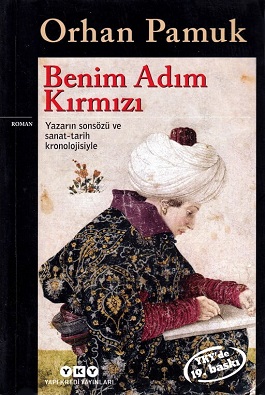 Orhan Pamuk
Benim Adım
Kırmızı
ROMAN
Yazarın sonsözü ve
sanat-tarih
kronolojisiyle
YKY'de
19. baskı
YKY
YAPI KREDİ YAYINLARI